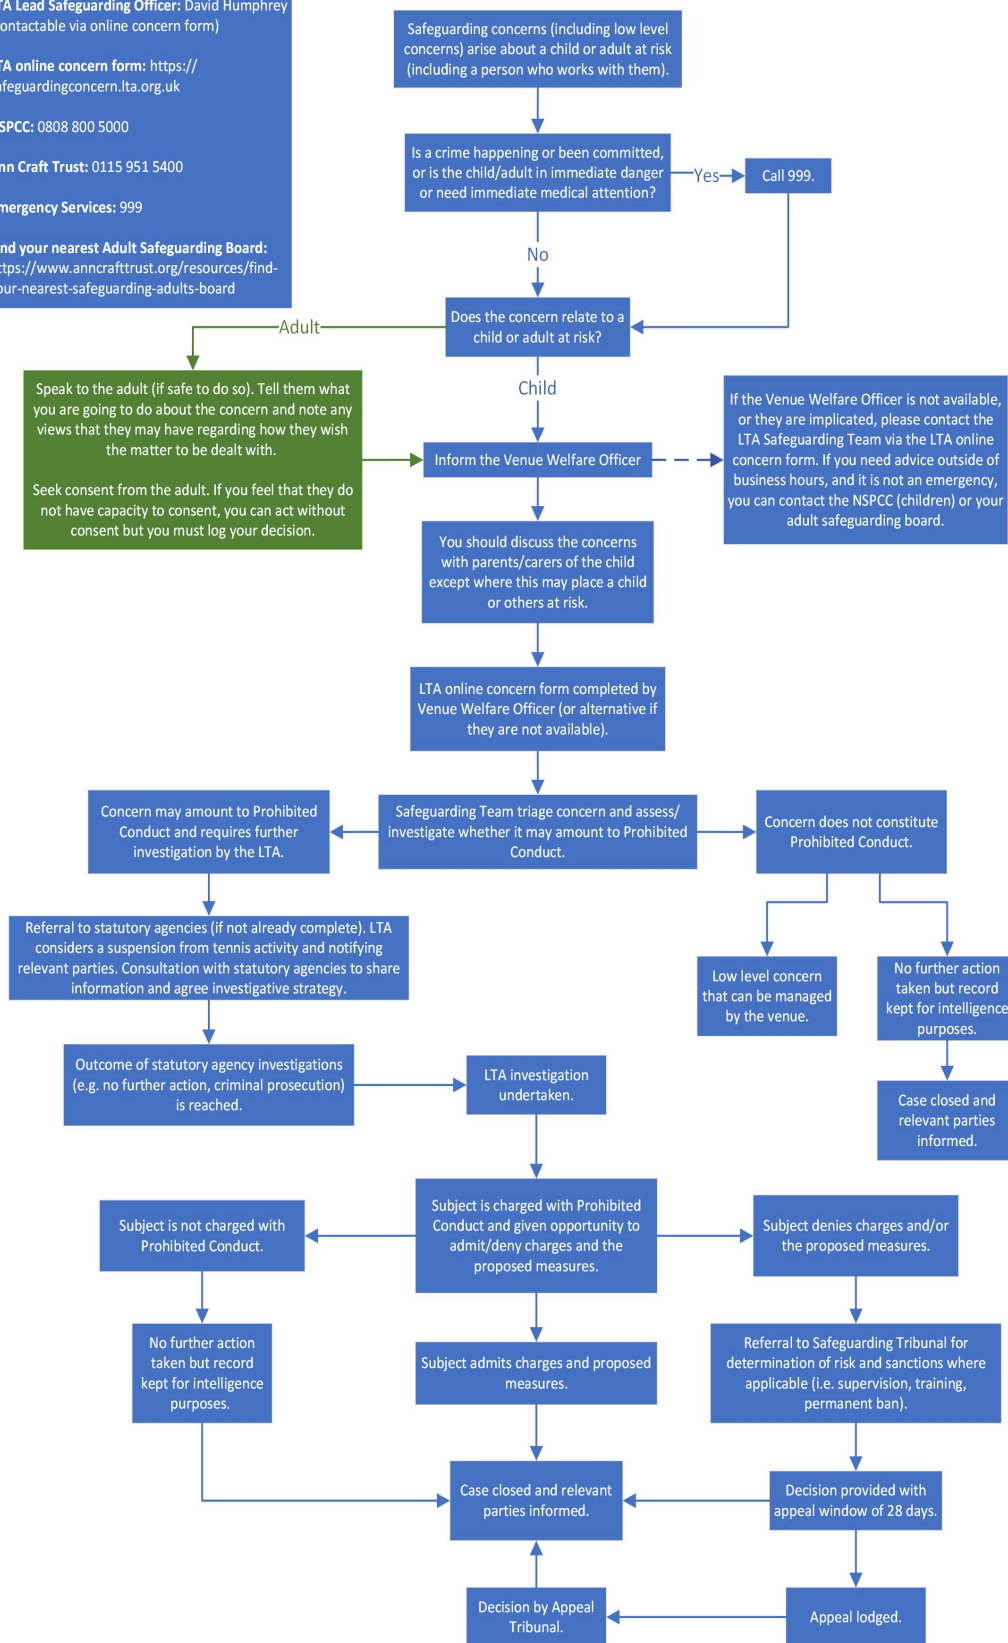 TA Lead Safeguarding Officer: David Humphrey
ontactable via online concern form)
TA online concern form: https://
afeguardingconcern.lta.org.uk
SPCC: 0808 800 5000
nn Craft Trust: 0115 951 5400
mergency Services: 999
nd your nearest Adult Safeguarding Board:
ttps://www.anncrafttrust.org/resources/find-
our-nearest-safeguarding-adults-board
Safeguarding concerns (including low level
concerns) arise about a child or adult at risk
(including a person who works with them).
Is a crime happening or been committed,
or is the child/adult in immediate danger
or need immediate medical attention?
Yes
Call 999.
No
Does the concern relate to a
child or adult at risk?
Adult
Child
Speak to the adult (if safe to do so). Tell them what
you are going to do about the concern and note any
views that they may have regarding how they wish
the matter to be dealt with.
Seek consent from the adult. If you feel that they do
not have capacity to consent, you can act without
consent but you must log your decision.
Inform the Venue Welfare Officer
If the Venue Welfare Officer is not available,
or they are implicated, please contact the
LTA Safeguarding Team via the LTA online
concern form. If you need advice outside of
business hours, and it is not an emergency,
you can contact the NSPCC (children) or your
adult safeguarding board.
You should discuss the concerns
with parents/carers of the child
except where this may place a child
or others at risk.
LTA online concern form completed by
Venue Welfare Officer (or alternative if
they are not available).
Safeguarding Team triage concern and assess/
investigate whether it may amount to Prohibited
Conduct.
Concern may amount to Prohibited
Conduct and requires further
investigation by the LTA.
Concern does not constitute
Prohibited Conduct.
Referral to statutory agencies (if not already complete). LTA
considers a suspension from tennis activity and notifying
relevant parties. Consultation with statutory agencies to share
information and agree investigative strategy.
Low level concern
that can be managed
by the venue.
No further action
taken but record
kept for intelligence
purposes.
Outcome of statutory agency investigations
(e.g. no further action, criminal prosecution)
is reached.
LTA investigation
undertaken.
Case closed and
relevant parties
informed.
Subject is not charged with
Prohibited Conduct.
Subject is charged with Prohibited
Conduct and given opportunity to
admit/deny charges and the
proposed measures.
Subject denies charges and/or
the proposed measures.
No further action
taken but record
kept for intelligence
purposes.
Subject admits charges and proposed
measures.
Referral to Safeguarding Tribunal for
determination of risk and sanctions where
applicable (i.e. supervision, training,
permanent ban).
Case closed and relevant
parties informed.
Decision provided with
appeal window of 28 days.
Decision by Appeal
Tribunal.
Appeal lodged.